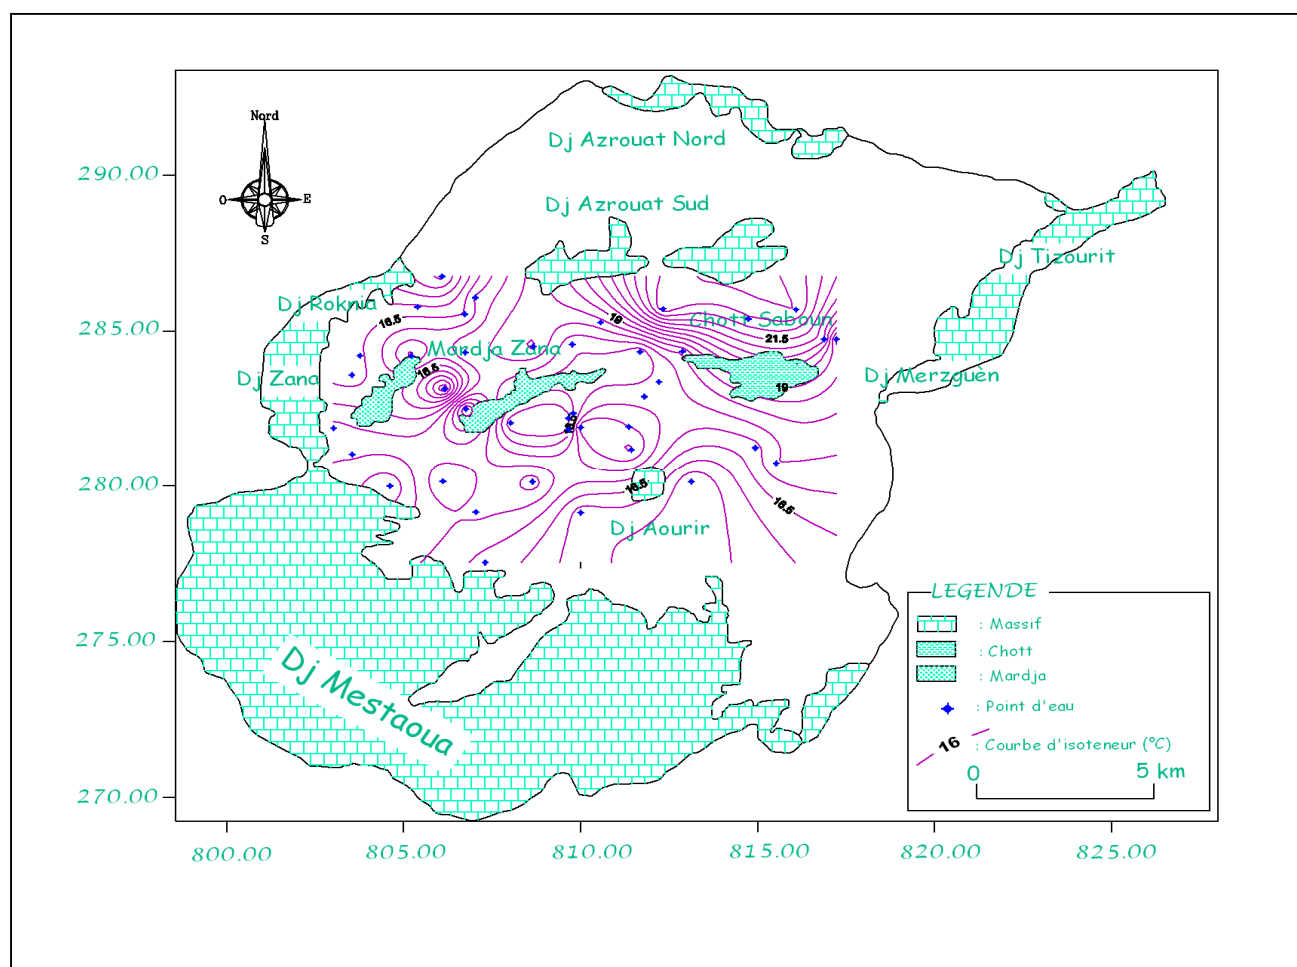 Nord
O
E
S
Dj Azrouat Nord
290.00
Dj Azrouat Sud
Dj Tizourit
Dj Roknia
285.00
16.5
19
Chott Saboun
21.5
Mardja Zana
16.5
Dj Zana
19
Dj Merzguèn
16.5
280.00
16.5
16.5
Dj Aourir
LEGENDE
: Massif
: Chott
: Mardja
: Point d'eau
16 : Courbe d'isoteneur (°C)
0 5 km
275.00
Dj Mestaoua
270.00
800.00 805.00 810.00 815.00 820.00 825.00